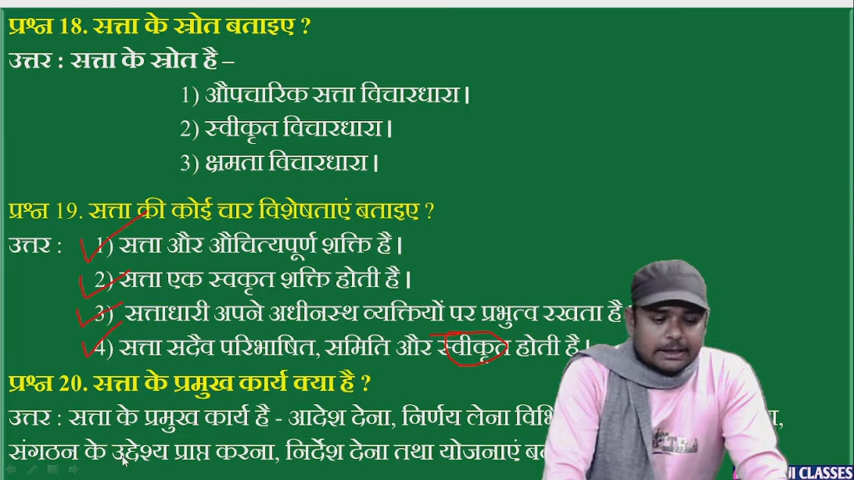 प्रश्न 18. सत्ता के स्रोत बताइए ?
उत्तर : सत्ता के स्रोत है –
1) औपचारिक सत्ता विचारधारा।
2) स्वीकृत विचारधारा।
3) क्षमता विचारधारा।
प्रश्न 19. सत्ता की कोई चार विशेषताएं बताइए ?
उत्तर : 1) सत्ता और औचित्यपूर्ण शक्ति है।
2) सत्ता एक स्वकृत शक्ति होती है।
3) सत्ताधारी अपने अधीनस्थ व्यक्तियों पर प्रभुत्व रखता है
4) सत्ता सदैव परिभाषित, समिति और स्वीकृत होती है।
प्रश्न 20. सत्ता के प्रमुख कार्य क्या है ?
उत्तर : सत्ता के प्रमुख कार्य है - आदेश देना, निर्णय लेना
संगठन के उद्देश्य प्राप्त करना, निर्देश देना तथा योजनाएं
CLASSES